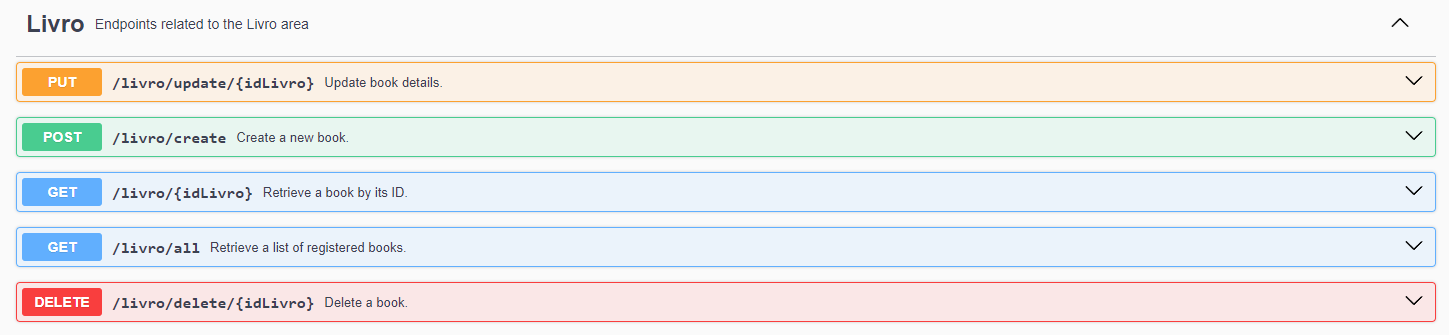 Livro Endpoints related to the Livro area
PUT /livro/update/{idLivro} Update book details.
POST /livro/create Create a new book.
GET /livro/{idLivro} Retrieve a book by its ID.
GET /livro/all Retrieve a list of registered books.
DELETE /livro/delete/{idLivro} Delete a book.